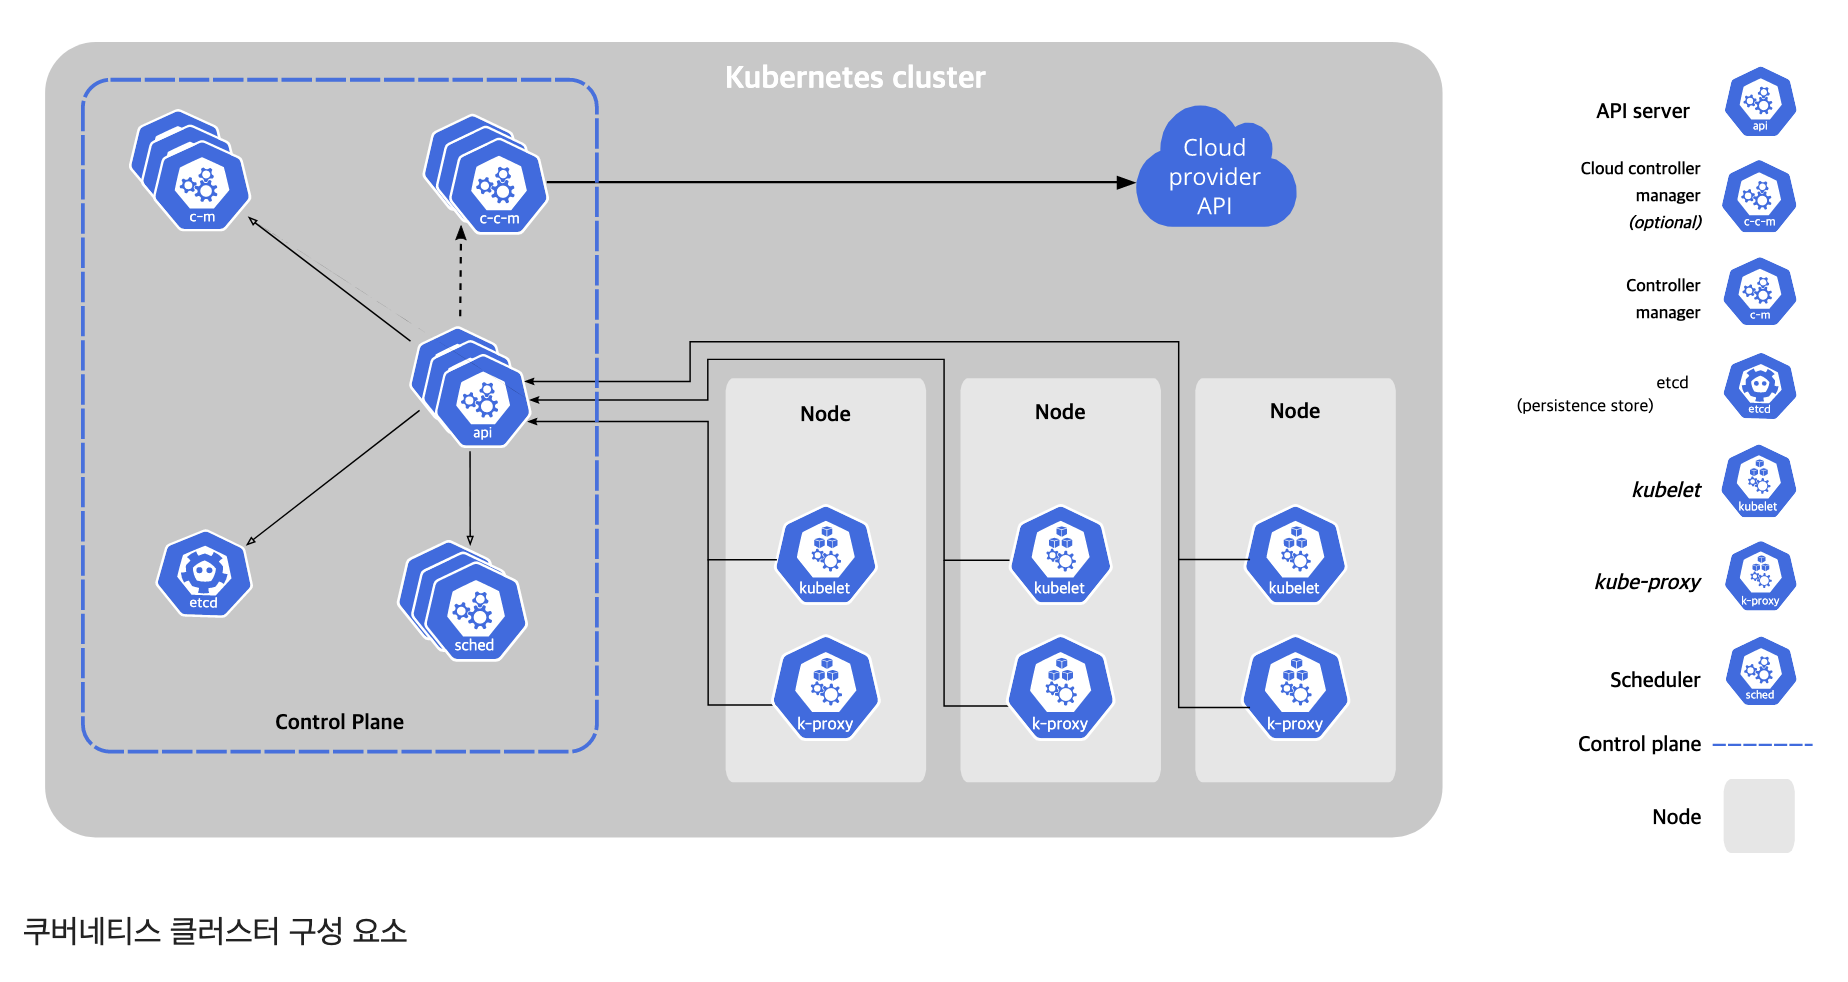 Kubernetes cluster
c-m
c-c-m
Cloud
provider
API
api
etcd
sched
Control Plane
Node
kubelet
k-proxy
Node
kubelet
k-proxy
Node
kubelet
k-proxy
API server
api
Cloud controller
manager
(optional)
c-c-m
Controller
manager
c-m
etcd
(persistence store)
etcd
kubelet
kubelet
kube-proxy
k-proxy
Scheduler
sched
Control plane
Node
쿠버네티스 클러스터 구성 요소